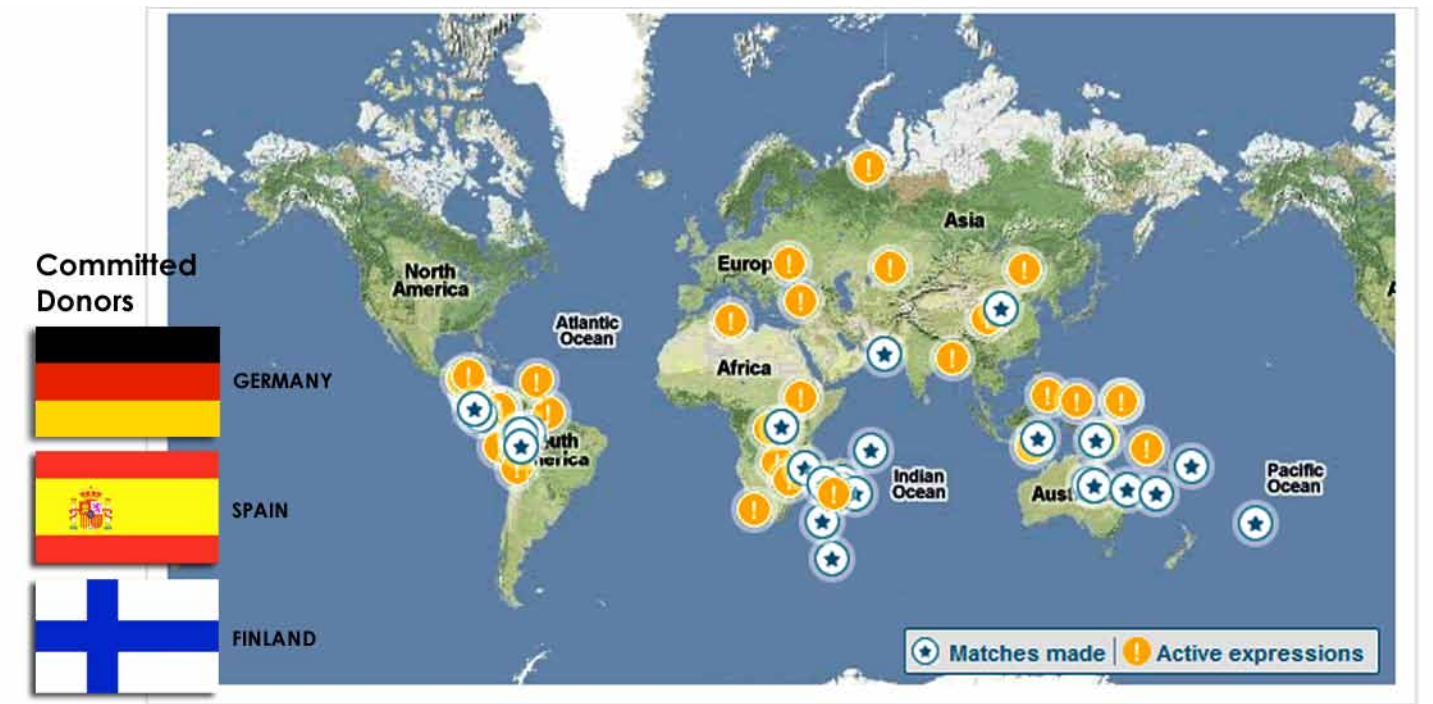 Committed
Donors
GERMANY
SPAIN
FINLAND
North
America
Atlantic
Ocean
Europ
Asia
Africa
uth
erica
Indian
Ocean
Aust
Pacific
Ocean
A
Matches made
Active expressions